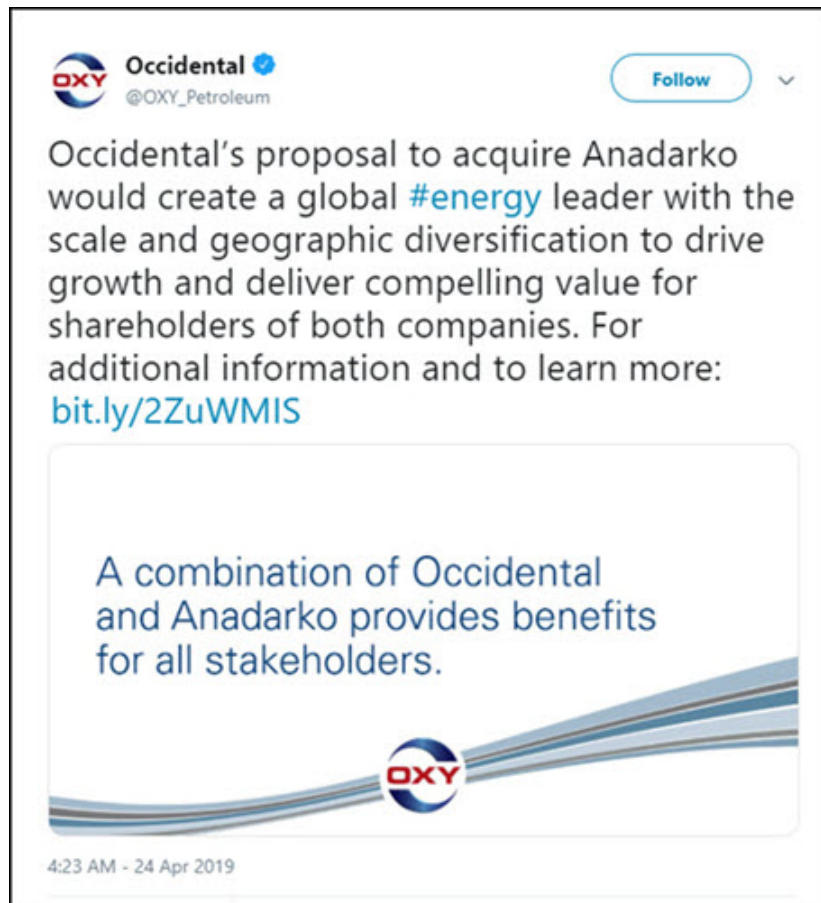 OXY
Occidental
@OXY_Petroleum
Follow
Occidental's proposal to acquire Anadarko
would create a global #energy leader with the
scale and geographic diversification to drive
growth and deliver compelling value for
shareholders of both companies. For
additional information and to learn more:
bit.ly/2ZuWMIS
A combination of Occidental
and Anadarko provides benefits
for all stakeholders.
OXY
4:23 AM - 24 Apr 2019